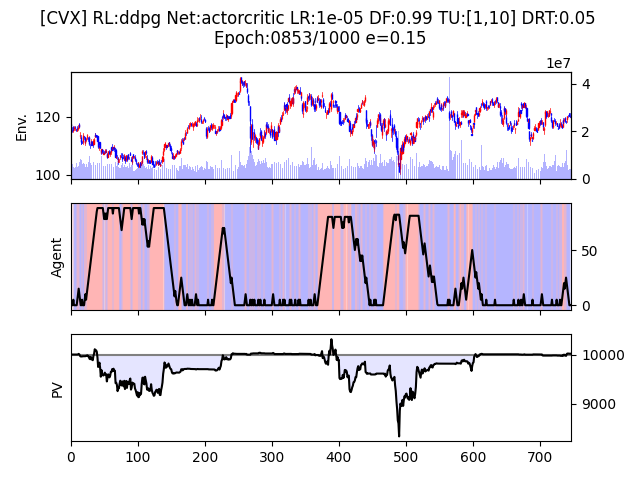 [CVX] RL:ddpg Net:actorcritic LR:1e-05 DF:0.99 TU:[1,10] DRT:0.05
Epoch:0853/1000 e=0.15
1e7
Env.
120
100
4
2
0
Agent
50
0
PV
10000
9000
0 100 200 300 400 500 600 700